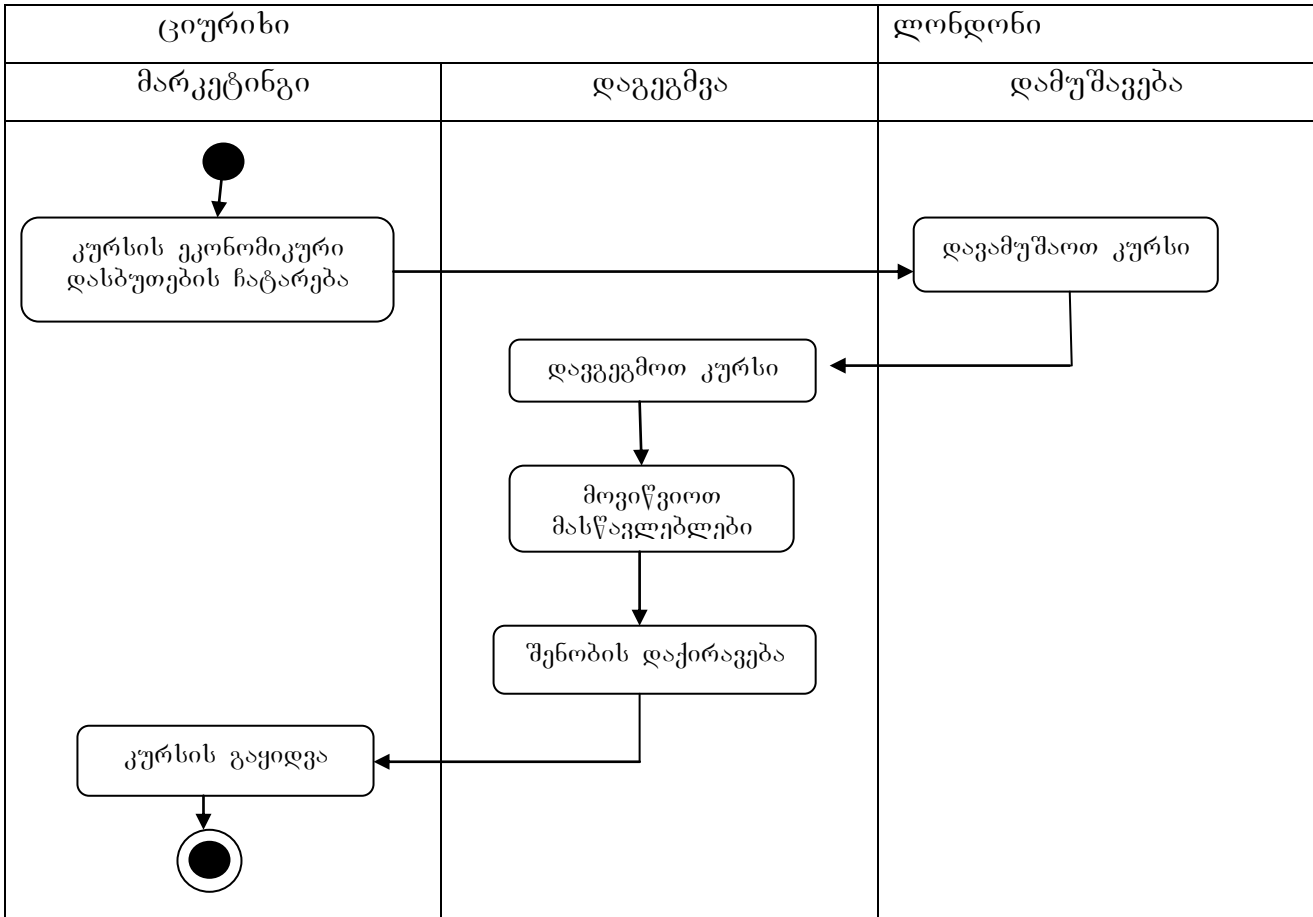 ციურიხი
ლონდონი
მარკეტინგი
დაგეგმვა
დამუშავება
კურსის ეკონომიკური
დასბუთების ჩატარება
დავამუშაოთ კურსი
დავგეგმოთ კურსი
მოვიწვიოთ
მასწავლებლები
შენობის დაქირავება
კურსის გაყიდვა